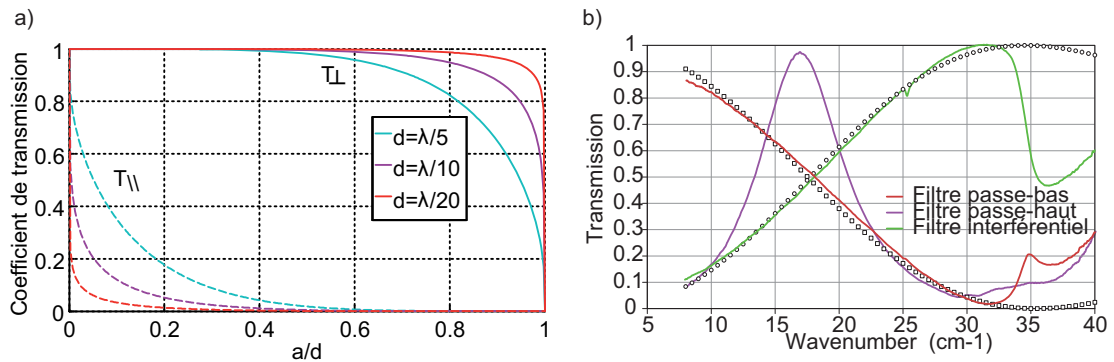 a)
Coefficient de transmission
1
0.8
0.6
0.4
0.2
0
0 0.2 0.4 0.6 0.8 1
a/d
T⊥
T\\
d=λ/5
d=λ/10
d=λ/20
b)
Transmission
1
0.9
0.8
0.7
0.6
0.5
0.4
0.3
0.2
0.1
0
5 10 15 20 25 30 35 40
Wavenumber (cm-1)
Filtre passe-bas
Filtre passe-haut
Filtre interférentiel